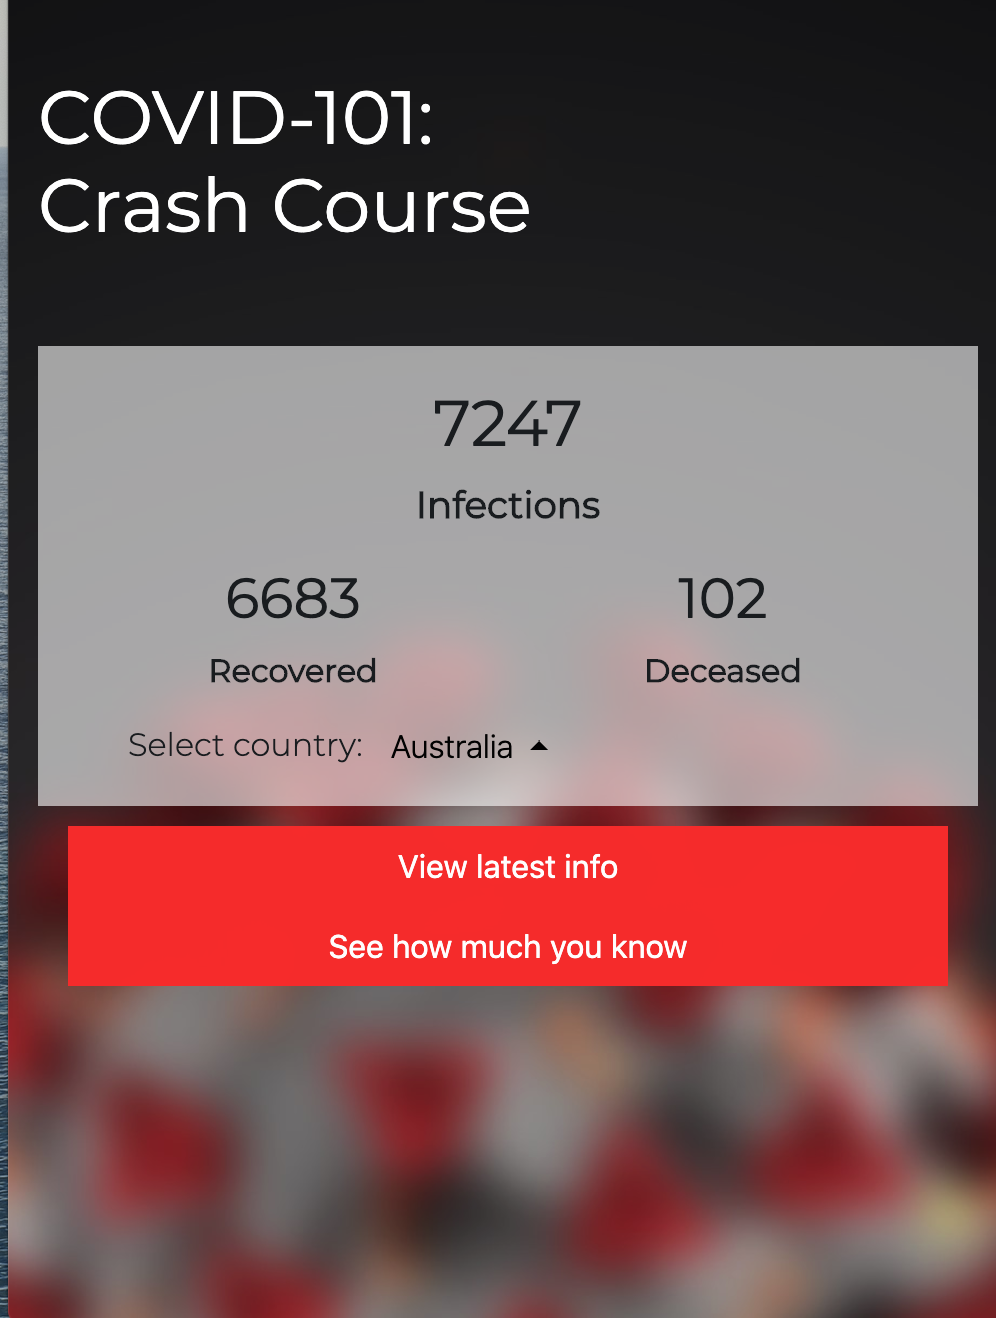 COVID-101:
Crash Course
7247
Infections
6683 102
Recovered Deceased
Select country: Australia
View latest info
See how much you know